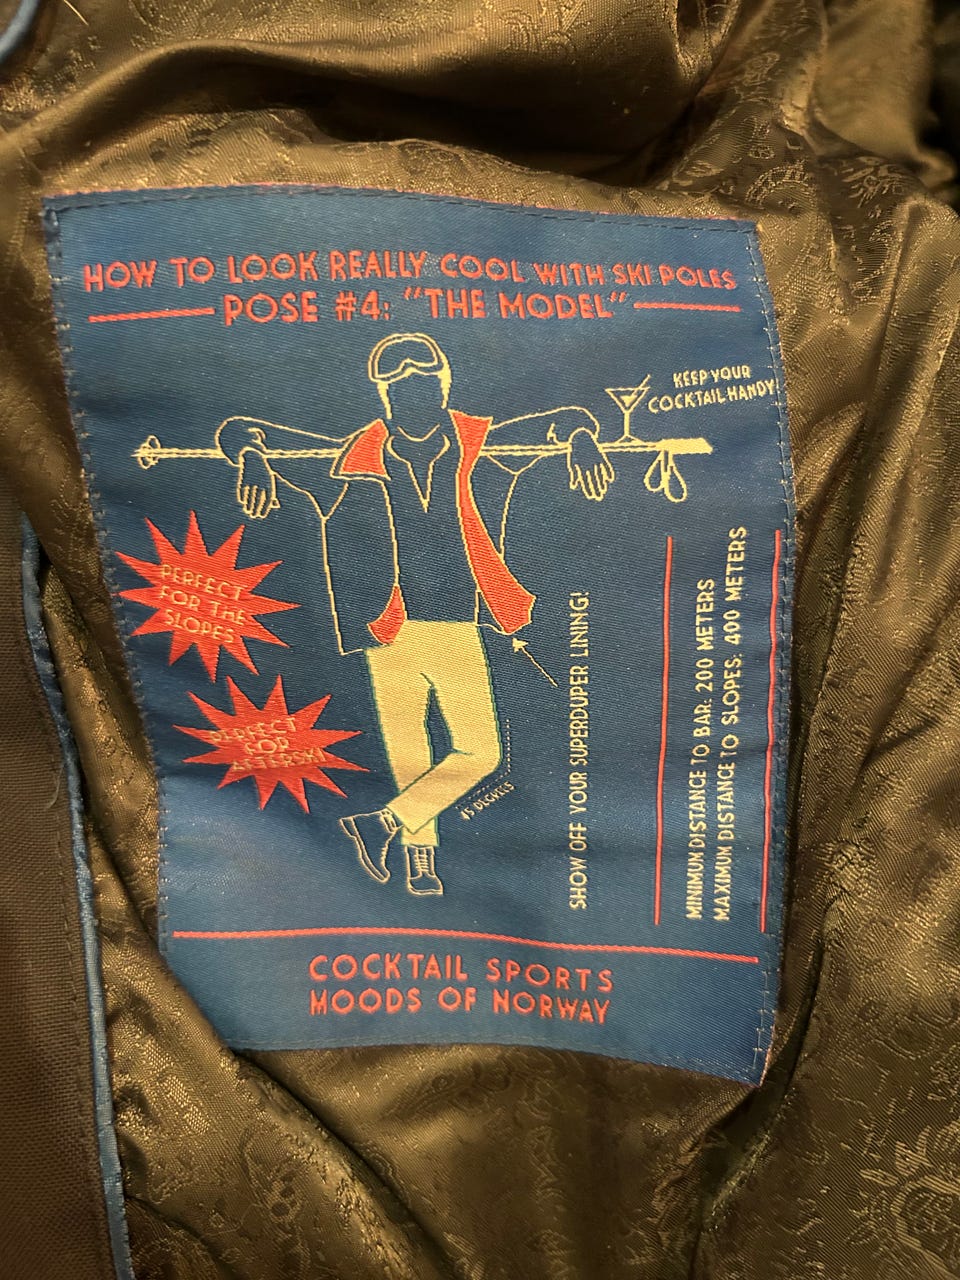 HOW TO LOOK REALLY COOL WITH SKI POLES
POSE #4: "THE MODEL"
KEEP YOUR
COCKTAIL HANDY!
PERFECT
FOR THE
SLOPES
PERFECT
FOR
AFTERSKI
15 DEGREES
SHOW OFF YOUR SUPERDUPER LINING!
MINIMUN DISTANCE TO BAR: 200 METERS
MAXIMUM DISTANCE TO SLOPES: 400 METERS
COCKTAIL SPORTS
MOODS OF NORWAY